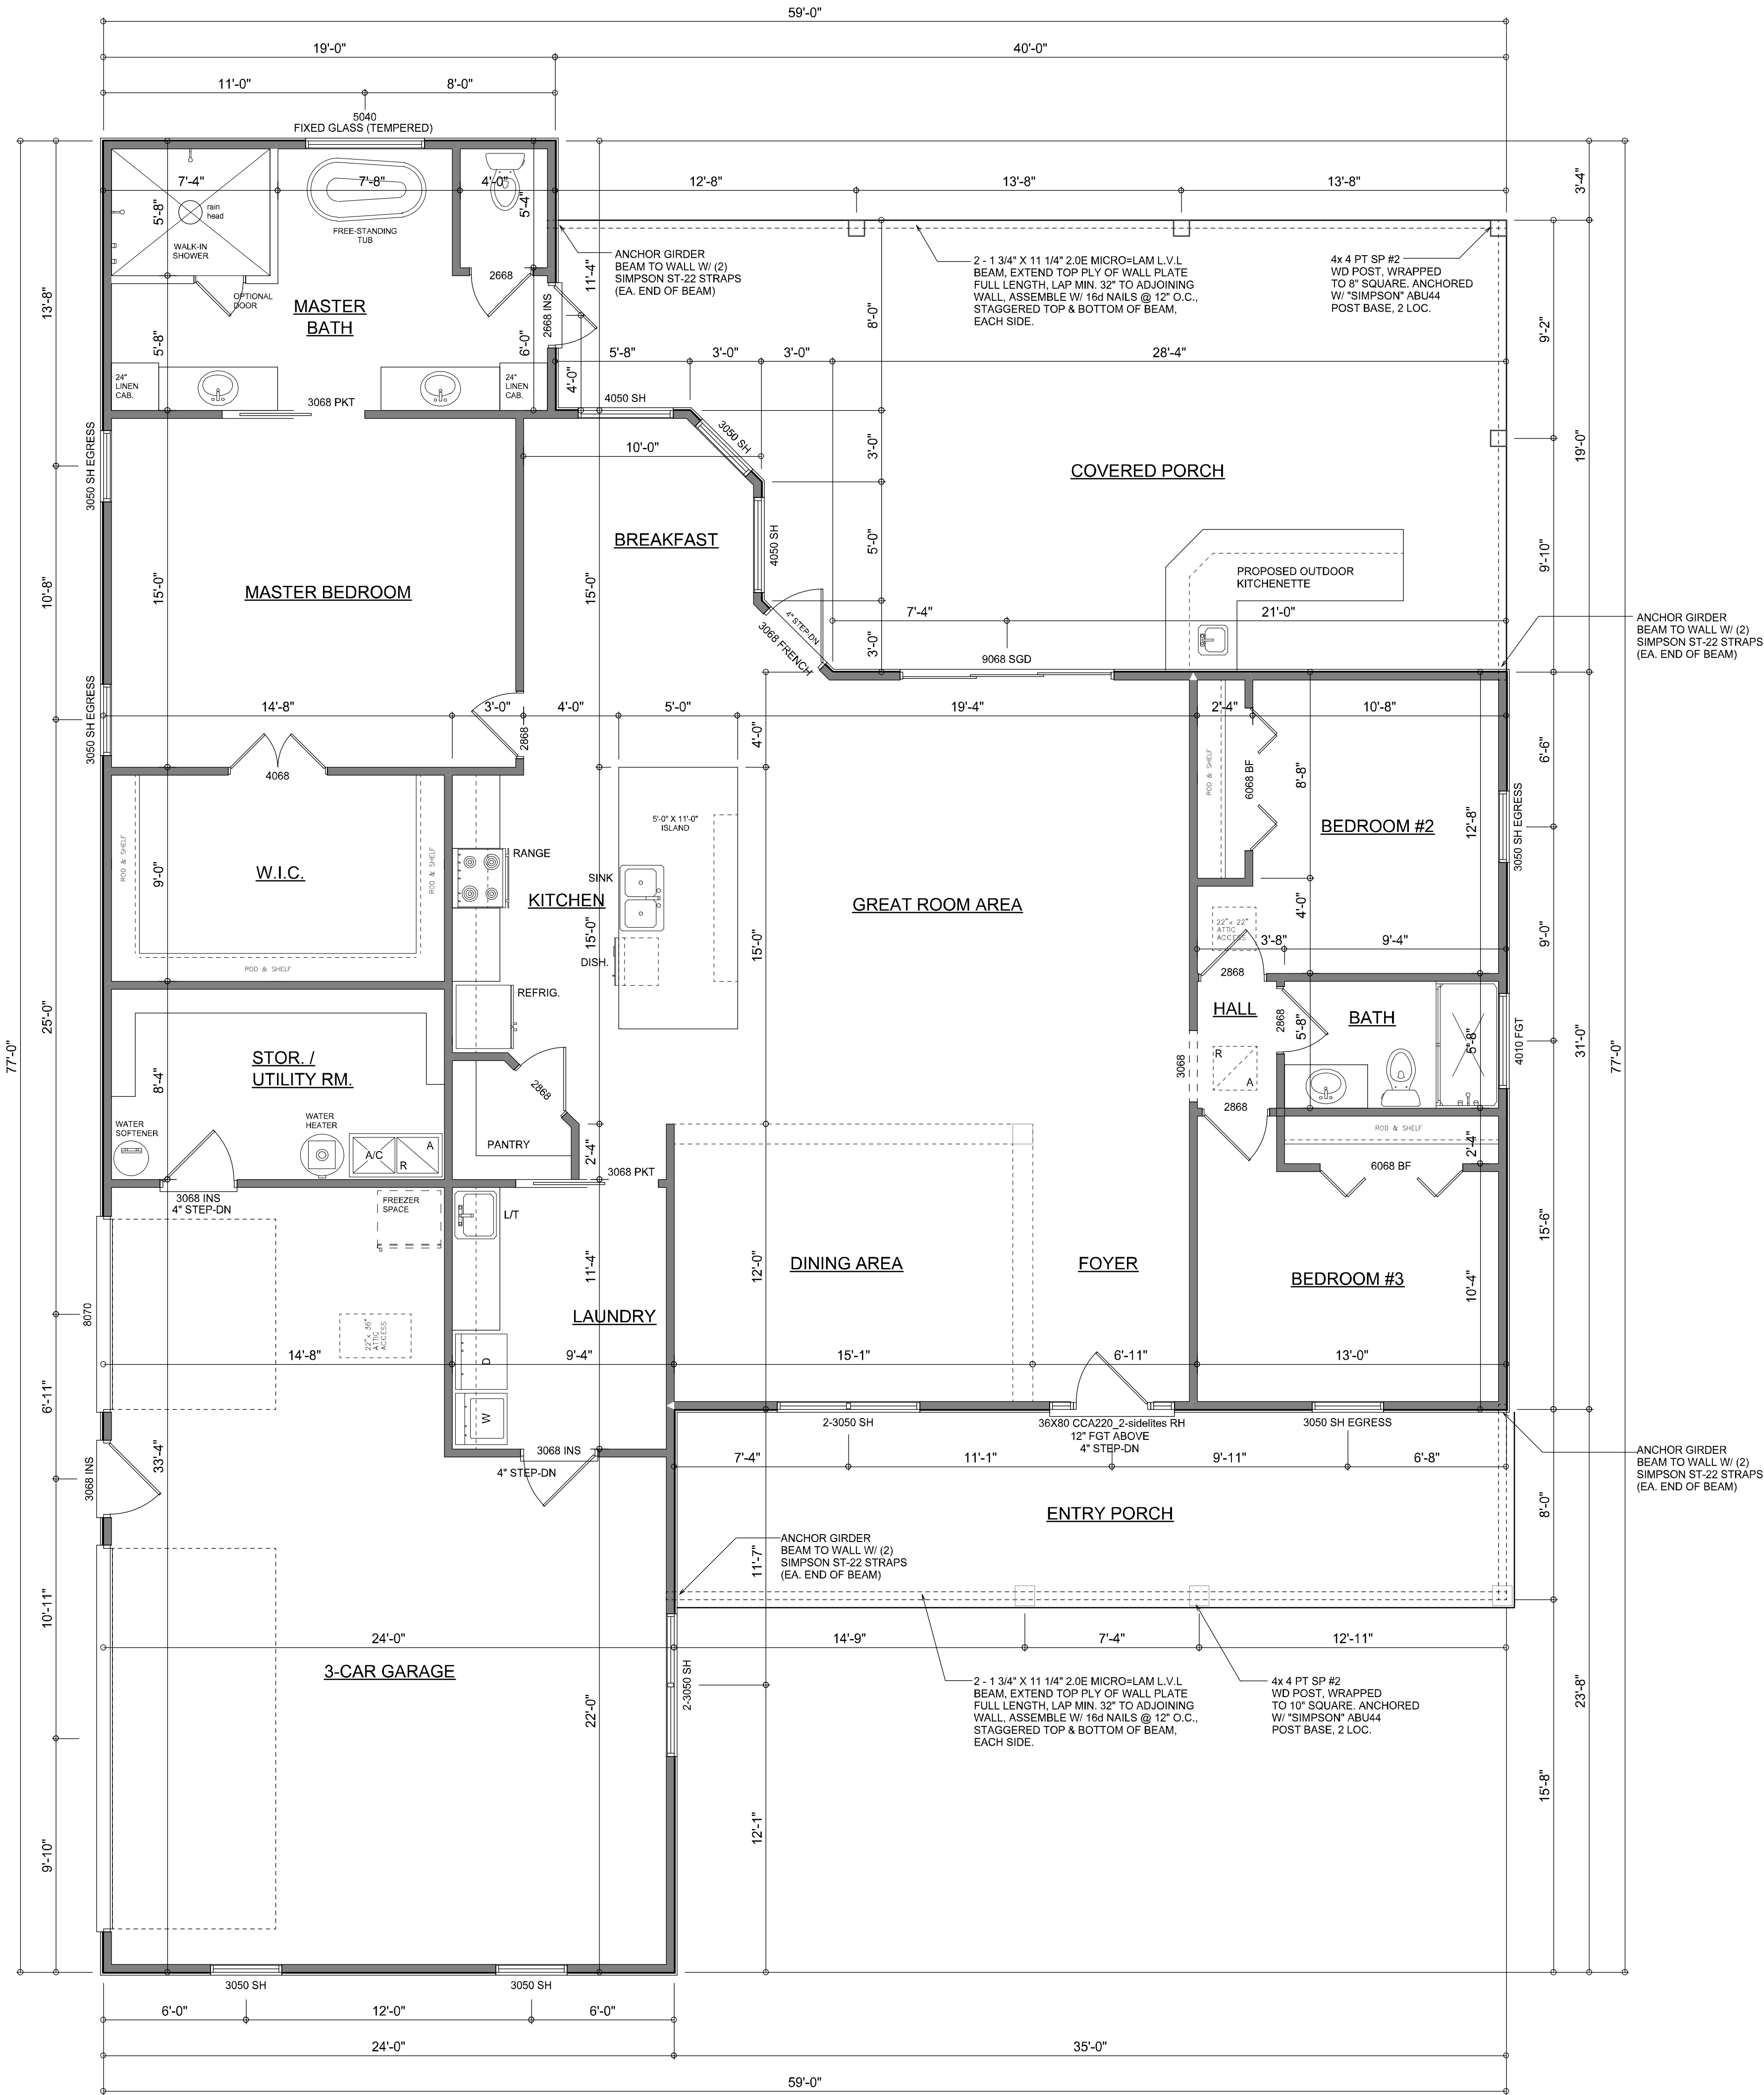 59'-0"
19'-0"
40'-0"
11'-0"
8'-0"
5040
FIXED GLASS (TEMPERED)
7'-4"
7'-8"
4'-0"
12'-8"
13'-8"
13'-8"
3'-4"
5'-8"
rain
head
5'-4"
WALK-IN
SHOWER
FREE-STANDING
TUB
2668
OPTIONAL
DOOR
MASTER
BATH
2668 INS
11'-4"
ANCHOR GIRDER
BEAM TO WALL W/ (2)
SIMPSON ST-22 STRAPS
(EA. END OF BEAM)
2 - 1 3/4" X 11 1/4" 2.0E MICRO=LAM L.V.L
BEAM, EXTEND TOP PLY OF WALL PLATE
FULL LENGTH, LAP MIN. 32" TO ADJOINING
WALL, ASSEMBLE W/ 16d NAILS @ 12" O.C.,
STAGGERED TOP & BOTTOM OF BEAM,
EACH SIDE.
4x 4 PT SP #2
WD POST, WRAPPED
TO 8" SQUARE. ANCHORED
W/ "SIMPSON" ABU44
POST BASE, 2 LOC.
13'-8"
8'-0"
9'-2"
5'-8"
6'-0"
5'-8"
3'-0"
3'-0"
28'-4"
4'-0"
24"
LINEN
CAB.
24"
LINEN
CAB.
3068 PKT
4050 SH
3050 SH
3050 SH EGRESS
10'-0"
3'-0"
19'-0"
COVERED PORCH
BREAKFAST
4050 SH
5'-0"
9'-10"
10'-8"
15'-0"
MASTER BEDROOM
15'-0"
PROPOSED OUTDOOR
KITCHENETTE
4" STEP-DN
3068 FRENCH
3'-0"
7'-4"
21'-0"
9068 SGD
ANCHOR GIRDER
BEAM TO WALL W/ (2)
SIMPSON ST-22 STRAPS
(EA. END OF BEAM)
3050 SH EGRESS
14'-8"
3'-0"
4'-0"
5'-0"
19'-4"
2'-4"
10'-8"
2868
4'-0"
4068
ROD & SHELF
6068 BF
8'-8"
6'-6"
5'-0" X 11'-0"
ISLAND
BEDROOM #2
12'-8"
3050 SH EGRESS
ROD & SHELF
9'-0"
W.I.C.
ROD & SHELF
RANGE
SINK
KITCHEN
GREAT ROOM AREA
15'-0"
15'-0"
DISH.
4'-0"
22" x 22"
ATTIC
ACCESS
3'-8"
9'-4"
9'-0"
ROD & SHELF
2868
REFRIG.
HALL
2868
5'-8"
BATH
5'-8"
4010 FGT
25'-0"
31'-0"
77'-0"
77'-0"
STOR. /
UTILITY RM.
8'-4"
3068
R
A
2868
2868
WATER
SOFTENER
WATER
HEATER
A/C
R
A
PANTRY
2'-4"
ROD & SHELF
2'-4"
6068 BF
3068 PKT
3068 INS
4" STEP-DN
FREEZER
SPACE
L/T
11'-4"
12'-0"
DINING AREA
FOYER
BEDROOM #3
10'-4"
15'-6"
8070
22" x 36"
ATTIC
ACCESS
LAUNDRY
14'-8"
9'-4"
15'-1"
6'-11"
13'-0"
D
W
6'-11"
2-3050 SH
36X80 CCA220_2-sidelites RH
12" FGT ABOVE
4" STEP-DN
3050 SH EGRESS
3068 INS
4" STEP-DN
33'-4"
3068 INS
7'-4"
11'-1"
9'-11"
6'-8"
ANCHOR GIRDER
BEAM TO WALL W/ (2)
SIMPSON ST-22 STRAPS
(EA. END OF BEAM)
ENTRY PORCH
8'-0"
ANCHOR GIRDER
BEAM TO WALL W/ (2)
SIMPSON ST-22 STRAPS
(EA. END OF BEAM)
11'-7"
10'-11"
24'-0"
14'-9"
7'-4"
12'-11"
3-CAR GARAGE
22'-0"
2-3050 SH
2 - 1 3/4" X 11 1/4" 2.0E MICRO=LAM L.V.L
BEAM, EXTEND TOP PLY OF WALL PLATE
FULL LENGTH, LAP MIN. 32" TO ADJOINING
WALL, ASSEMBLE W/ 16d NAILS @ 12" O.C.,
STAGGERED TOP & BOTTOM OF BEAM,
EACH SIDE.
4x 4 PT SP #2
WD POST, WRAPPED
TO 10" SQUARE. ANCHORED
W/ "SIMPSON" ABU44
POST BASE, 2 LOC.
23'-8"
15'-8"
12'-1"
9'-10"
3050 SH
3050 SH
6'-0"
12'-0"
6'-0"
24'-0"
35'-0"
59'-0"